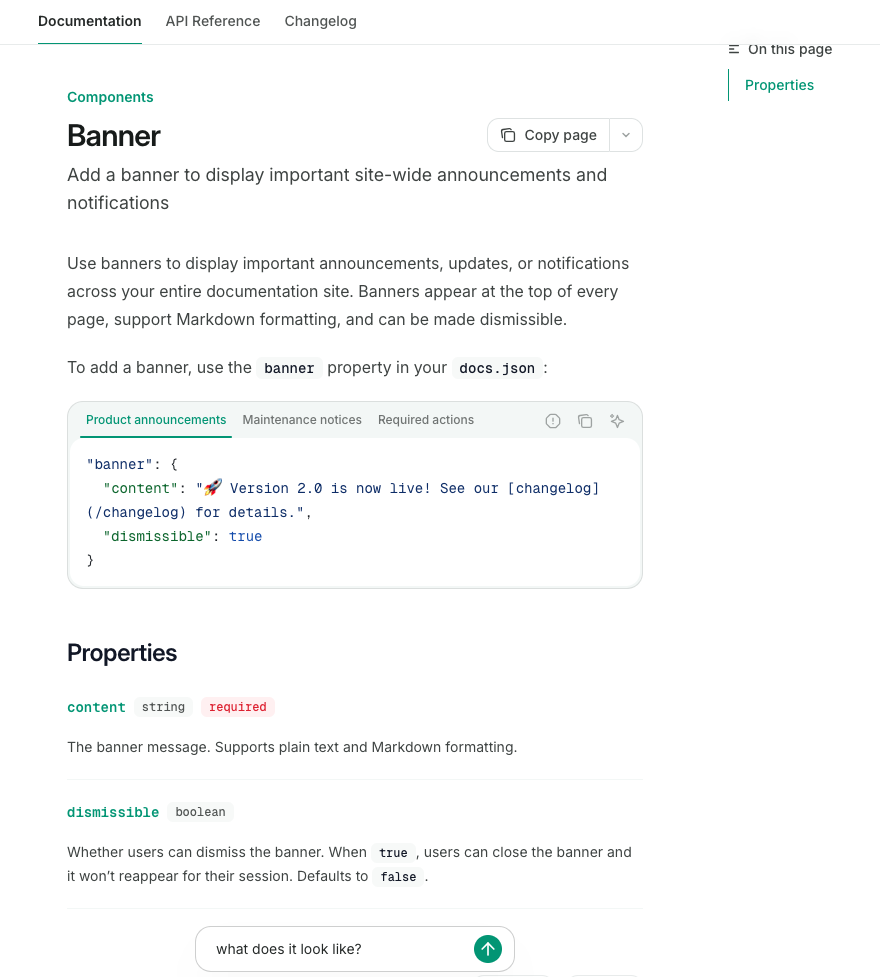 Documentation API Reference Changelog
On this page
Properties
Components
Banner
Copy page
Add a banner to display important site-wide announcements and
notifications
Use banners to display important announcements, updates, or notifications
across your entire documentation site. Banners appear at the top of every
page, support Markdown formatting, and can be made dismissible.
To add a banner, use the banner property in your docs.json :
Product announcements Maintenance notices Required actions
"banner": {
  "content": "🚀 Version 2.0 is now live! See our [changelog]
(/changelog) for details.",
  "dismissible": true
}
Properties
content string required
The banner message. Supports plain text and Markdown formatting.
dismissible boolean
Whether users can dismiss the banner. When true , users can close the banner and
it won’t reappear for their session. Defaults to false .
what does it look like?